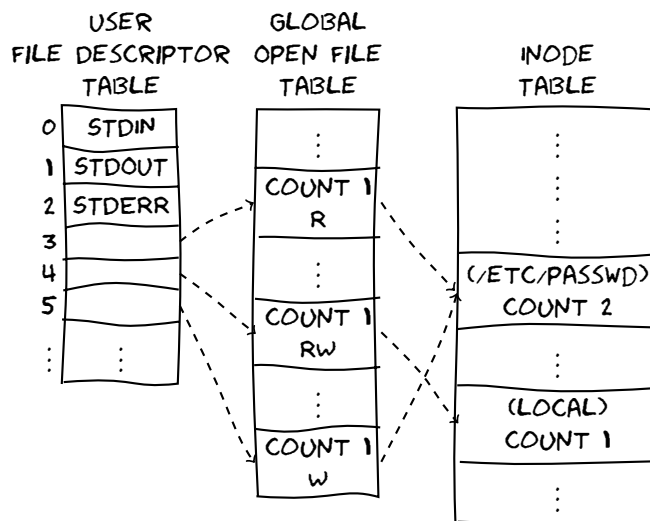 USER
FILE DESCRIPTOR
TABLE
0 STDIN
1 STDOUT
2 STDERR
3
4
5
⋮ ⋮
GLOBAL
OPEN FILE
TABLE
⋮
COUNT 1
R
⋮
COUNT 1
RW
⋮
COUNT 1
W
INODE
TABLE
⋮
⋮
(/ETC/PASSWD)
COUNT 2
⋮
(LOCAL)
COUNT 1
⋮